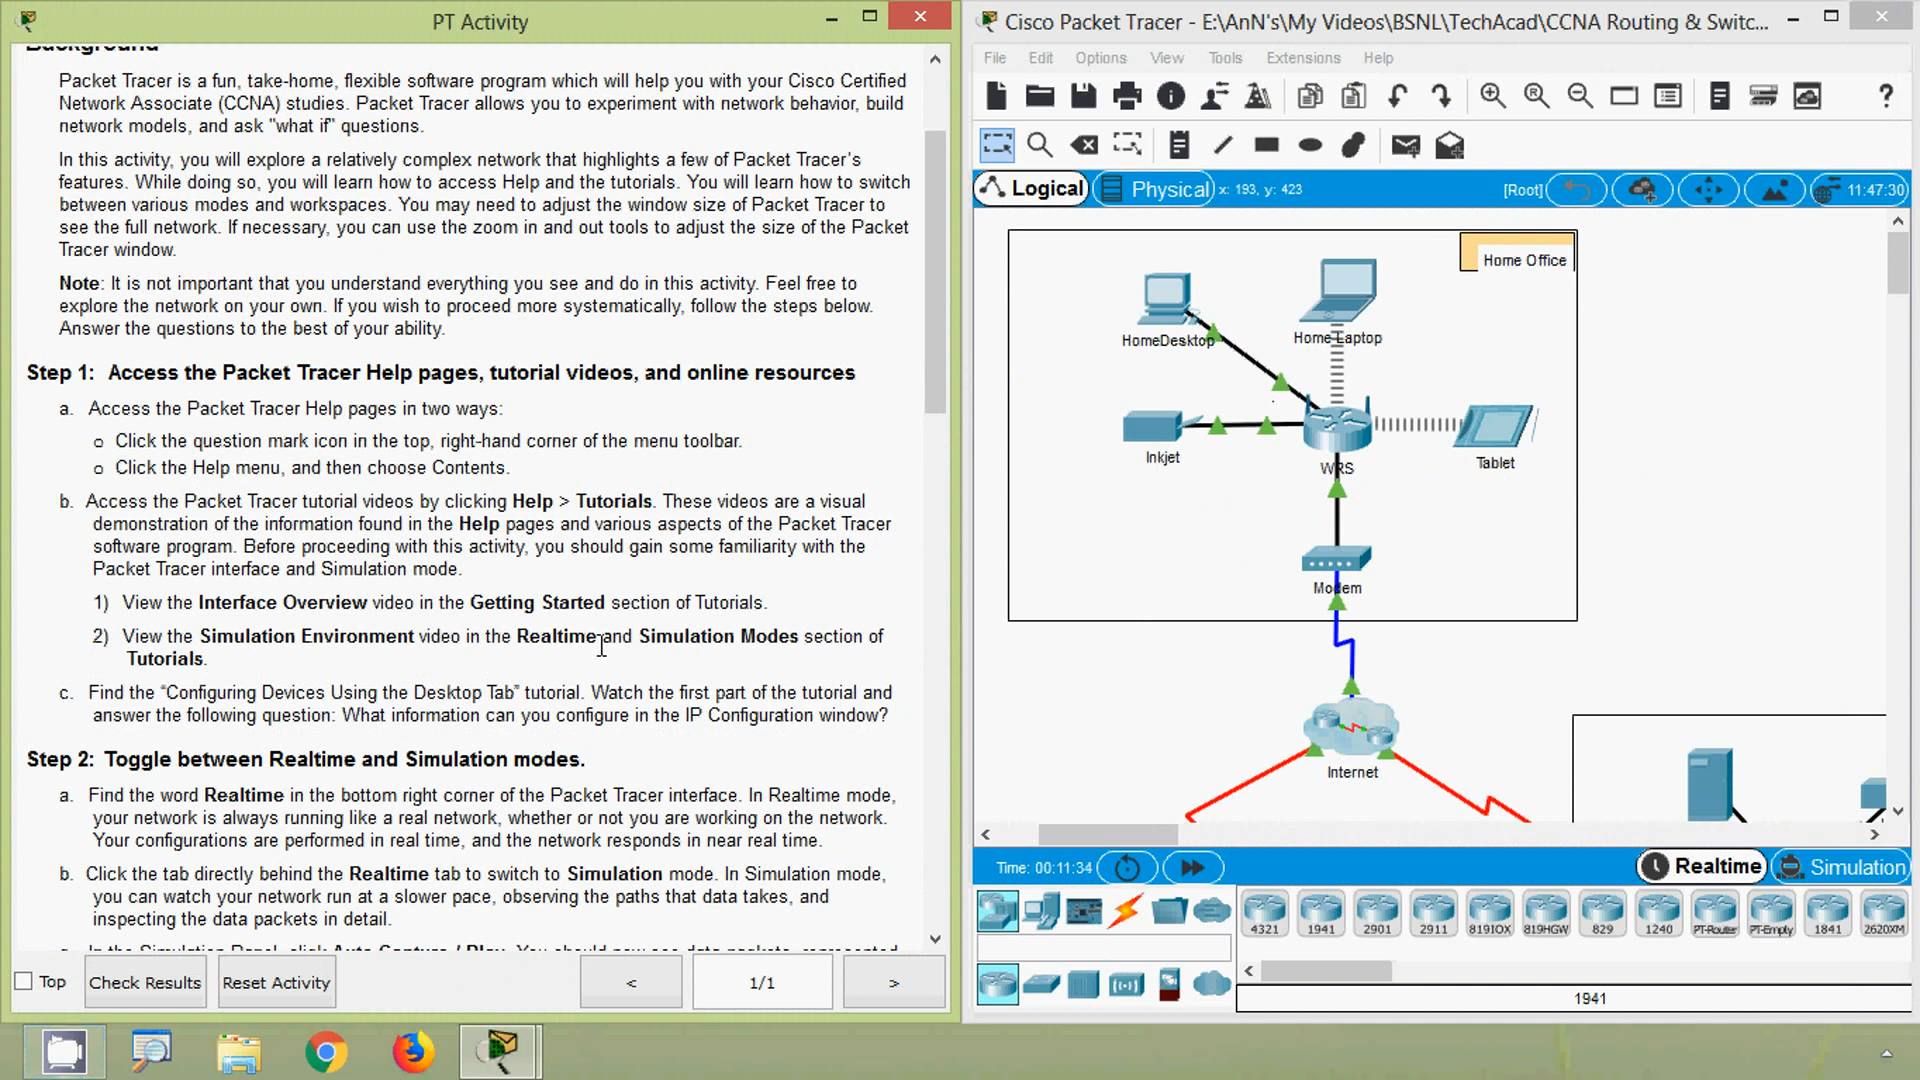 PT Activity
Background
Packet Tracer is a fun, take-home, flexible software program which will help you with your Cisco Certified
Network Associate (CCNA) studies. Packet Tracer allows you to experiment with network behavior, build
network models, and ask "what if" questions.
In this activity, you will explore a relatively complex network that highlights a few of Packet Tracer's
features. While doing so, you will learn how to access Help and the tutorials. You will learn how to switch
between various modes and workspaces. You may need to adjust the window size of Packet Tracer to
see the full network. If necessary, you can use the zoom in and out tools to adjust the size of the Packet
Tracer window.
Note: It is not important that you understand everything you see and do in this activity. Feel free to
explore the network on your own. If you wish to proceed more systematically, follow the steps below.
Answer the questions to the best of your ability.
Step 1: Access the Packet Tracer Help pages, tutorial videos, and online resources
a. Access the Packet Tracer Help pages in two ways:
o Click the question mark icon in the top, right-hand corner of the menu toolbar.
o Click the Help menu, and then choose Contents.
b. Access the Packet Tracer tutorial videos by clicking Help > Tutorials. These videos are a visual
demonstration of the information found in the Help pages and various aspects of the Packet Tracer
software program. Before proceeding with this activity, you should gain some familiarity with the
Packet Tracer interface and Simulation mode.
1) View the Interface Overview video in the Getting Started section of Tutorials.
2) View the Simulation Environment video in the Realtime and Simulation Modes section of
Tutorials.
c. Find the “Configuring Devices Using the Desktop Tab” tutorial. Watch the first part of the tutorial and
answer the following question: What information can you configure in the IP Configuration window?
Step 2: Toggle between Realtime and Simulation modes.
a. Find the word Realtime in the bottom right corner of the Packet Tracer interface. In Realtime mode,
your network is always running like a real network, whether or not you are working on the network.
Your configurations are performed in real time, and the network responds in near real time.
b. Click the tab directly behind the Realtime tab to switch to Simulation mode. In Simulation mode,
you can watch your network run at a slower pace, observing the paths that data takes, and
inspecting the data packets in detail.
c. In the Simulation Panel, click Auto Capture / Play. You should now see data packets, represented
Top
Check Results
Reset Activity
<
1/1
>
Cisco Packet Tracer - E:\AnN's\My Videos\BSNL\TechAcad\CCNA Routing & Switc...
File Edit Options View Tools Extensions Help
?
Logical
Physical
x: 193, y: 423
[Root]
11:47:30
Home Office
HomeDesktop
Home Laptop
Inkjet
WRS
Tablet
Modem
Internet
Time: 00:11:34
Realtime
Simulation
4321 1941 2901 2911 819IOX 819HGW 829 1240 PT-Router PT-Empty 1841 2620XM
1941